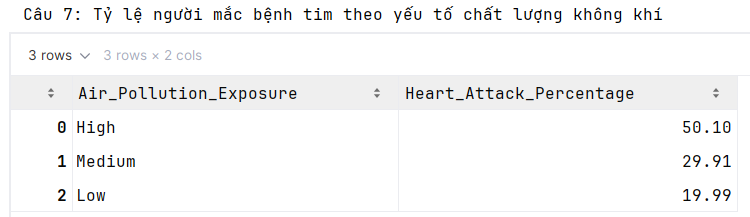 Câu 7: Tỷ lệ người mắc bệnh tim theo yếu tố chất lượng không khí
3 rows 3 rows × 2 cols
Air_Pollution_Exposure Heart_Attack_Percentage
0 High 50.10
1 Medium 29.91
2 Low 19.99